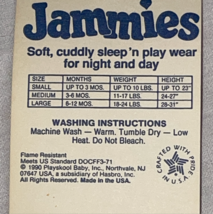 Jammies
Soft, cuddly sleep 'n play wear
for night and day
SIZE MONTHS WEIGHT HEIGHT
SMALL UP TO 3 MOS. UP TO 10 LBS. UP TO 23"
MEDIUM 3-6 MOS. 11-17 LBS. 24-27"
LARGE 6-12 MOS. 18-24 LBS. 28-31"
WASHING INSTRUCTIONS
Machine Wash — Warm. Tumble Dry — Low
Heat. Do Not Bleach.
Flame Resistant
Meets US Standard DOCFF3-71
© 1990 Playskool Baby, Inc., Northvale, NJ
07647 USA, a subsidiary of Hasbro, Inc.
All Rights Reserved. Made in China
CRAFTED WITH PRIDE IN U.S.A.